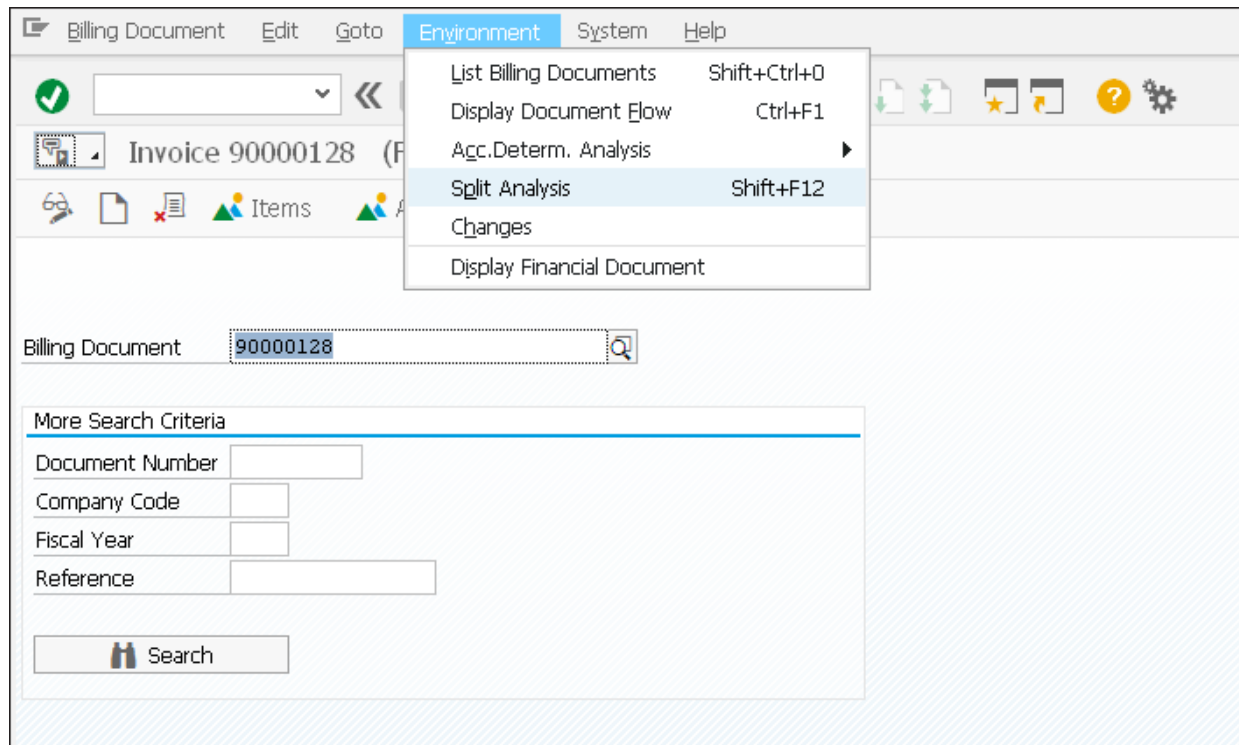 Billing Document Edit Goto Environment System Help
List Billing Documents Shift+Ctrl+0
Display Document Flow Ctrl+F1
Acc.Determ. Analysis
Split Analysis Shift+F12
Changes
Display Financial Document
Invoice 90000128 (F
Items
Billing Document 90000128
More Search Criteria
Document Number
Company Code
Fiscal Year
Reference
Search